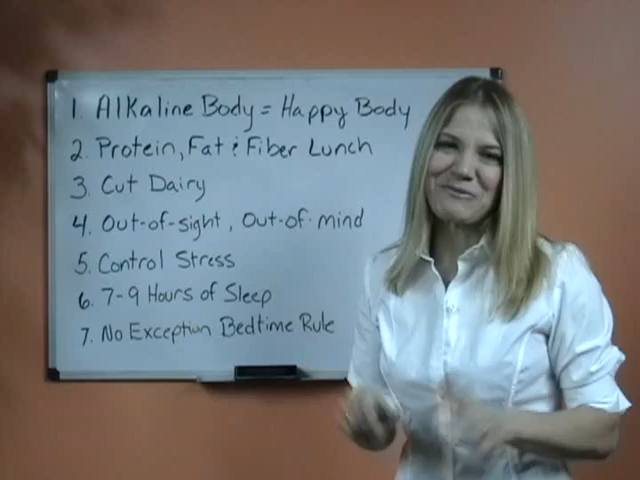 1. Alkaline Body = Happy Body
2. Protein, Fat & Fiber Lunch
3. Cut Dairy
4. Out-of-sight, Out-of-mind
5. Control Stress
6. 7-9 Hours of Sleep
7. No Exception Bedtime Rule